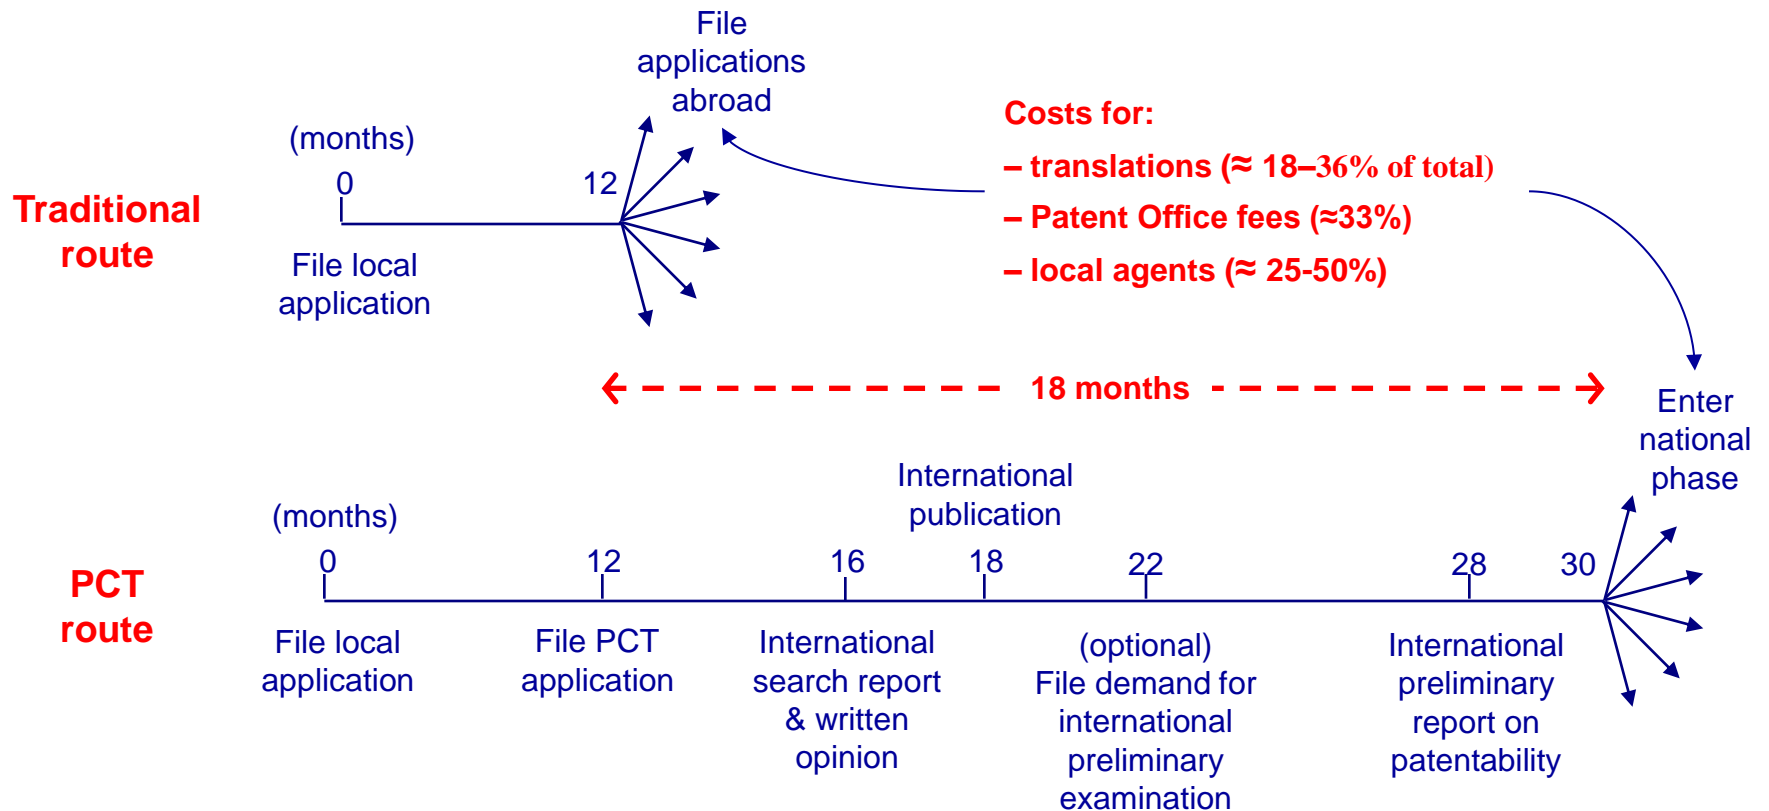 File
applications
abroad
Costs for:
– translations (≈ 18–36% of total)
– Patent Office fees (≈33%)
– local agents (≈ 25-50%)
(months)
0
12
Traditional
route
File local
application
18 months
Enter
national
phase
International
publication
(months)
0
12
16
18
22
28
30
PCT
route
File local
application
File PCT
application
International
search report
& written
opinion
(optional)
File demand for
international
preliminary
examination
International
preliminary
report on
patentability